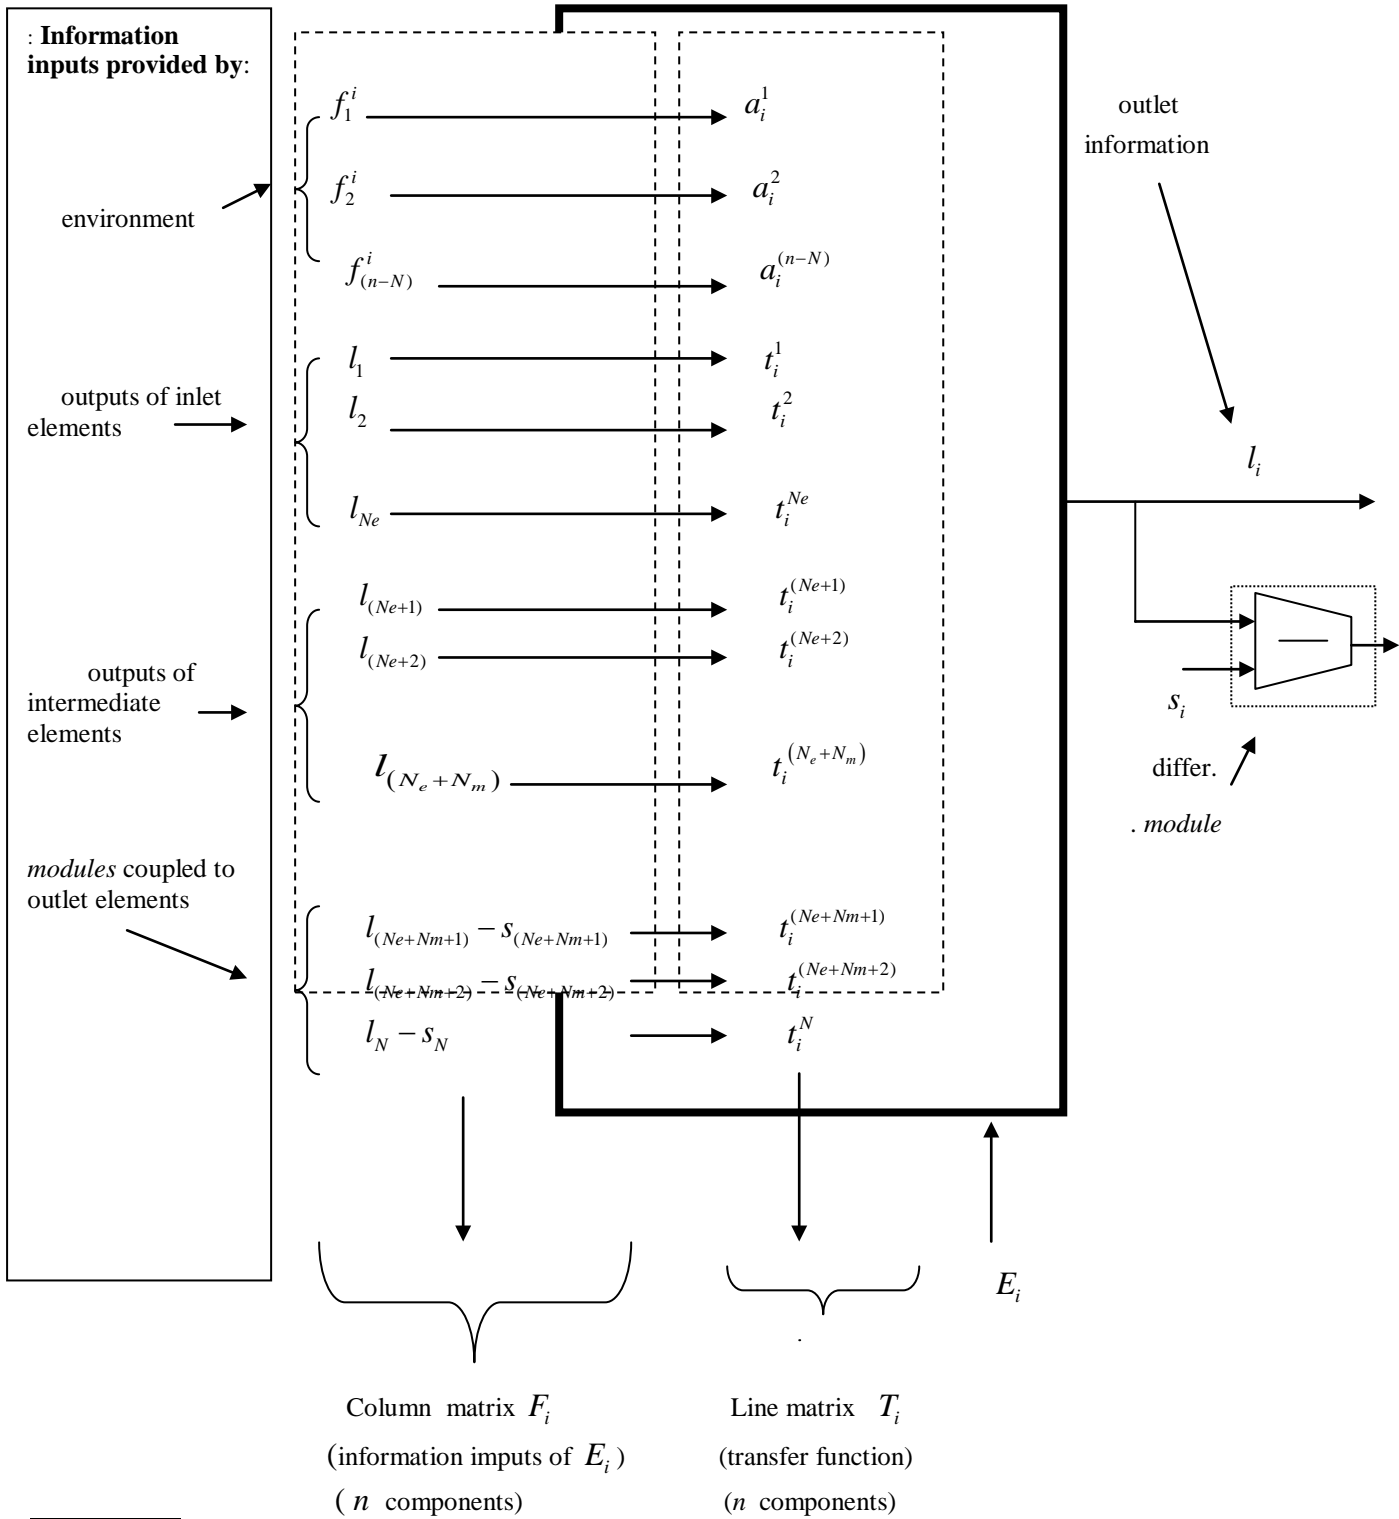 : Information
inputs provided by:
environment
outputs of inlet
elements
outputs of
intermediate
elements
modules coupled to
outlet elements
f_1^i
f_2^i
f_{(n-N)}^i
l_1
l_2
l_{Ne}
l_{(Ne+1)}
l_{(Ne+2)}
l_{(N_e+N_m)}
l_{(Ne+Nm+1)} − s_{(Ne+Nm+1)}
l_{(Ne+Nm+2)} − s_{(Ne+Nm+2)}
l_N − s_N
a_i^1
a_i^2
a_i^{(n−N)}
t_i^1
t_i^2
t_i^{Ne}
t_i^{(Ne+1)}
t_i^{(Ne+2)}
t_i^{(N_e+N_m)}
t_i^{(Ne+Nm+1)}
t_i^{(Ne+Nm+2)}
t_i^N
outlet
information
l_i
s_i
differ.
. module
E_i
.
Column matrix F_i
(information imputs of E_i )
( n components)
Line matrix T_i
(transfer function)
(n components)